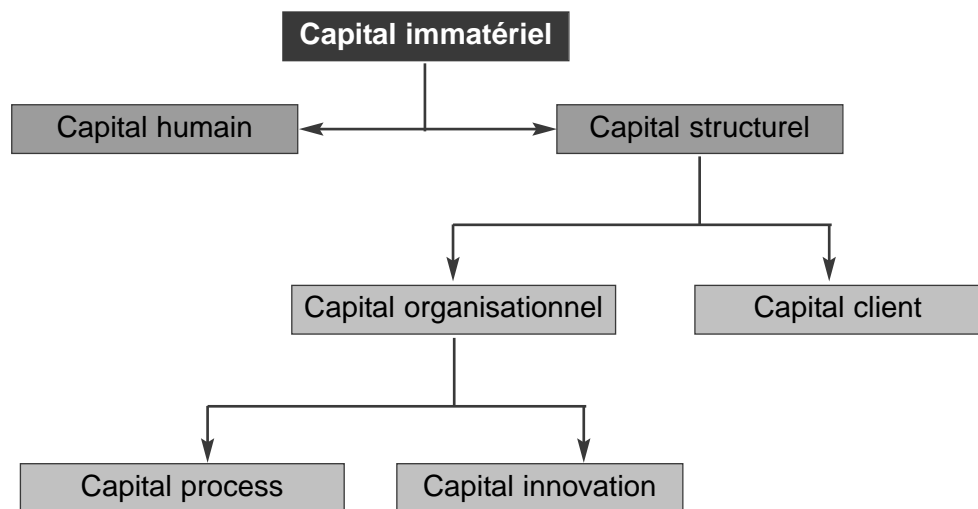 Capital immatériel
Capital humain
Capital structurel
Capital organisationnel
Capital client
Capital process
Capital innovation